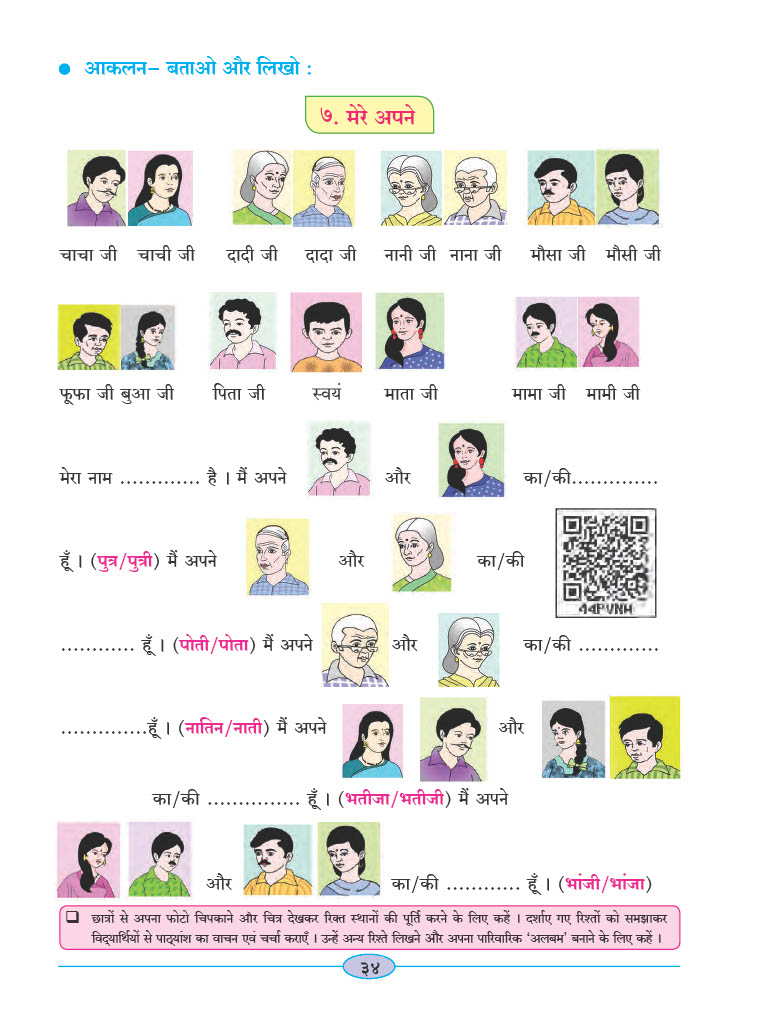 ● आकलन– बताओ और लिखो :
७. मेरे अपने
चाचा जी चाची जी दादी जी दादा जी नानी जी नाना जी मौसा जी मौसी जी
फूफा जी बुआ जी पिता जी स्वयं माता जी मामा जी मामी जी
मेरा नाम ............. है । मैं अपने और का/की..............
हूँ । (पुत्र/पुत्री) मैं अपने और का/की
44PVNH
............ हूँ । (पोती/पोता) मैं अपने और का/की .............
..............हूँ । (नातिन/नाती) मैं अपने और
का/की ............... हूँ । (भतीजा/भतीजी) मैं अपने
और का/की ............ हूँ । (भांजी/भांजा)
❑ छात्रों से अपना फोटो चिपकाने और चित्र देखकर रिक्त स्थानों की पूर्ति करने के लिए कहें । दर्शाए गए रिश्तों को समझाकर
विद्‌यार्थियों से पाठ्‌यांश का वाचन एवं चर्चा कराएँ । उन्हें अन्य रिश्ते लिखने और अपना पारिवारिक ‘अलबम’ बनाने के लिए कहें ।
३४